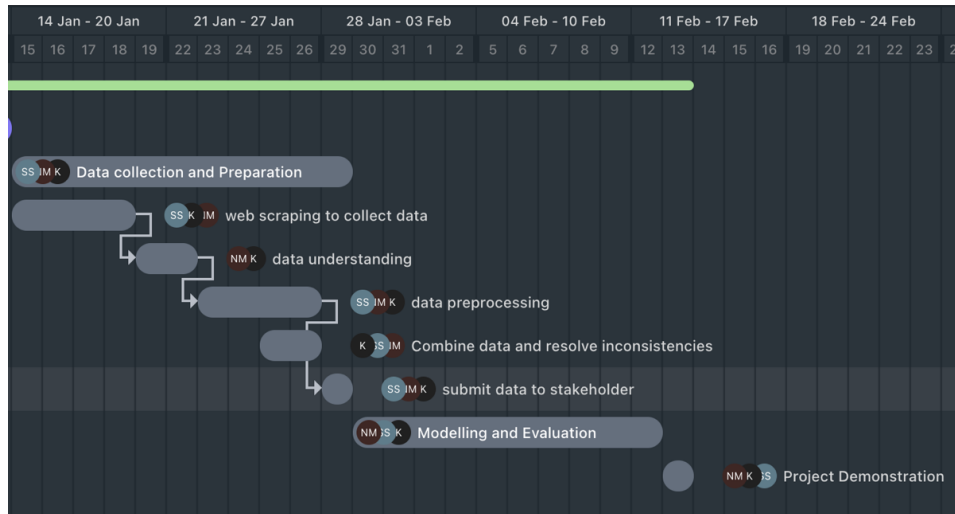 14 Jan - 20 Jan 21 Jan - 27 Jan 28 Jan - 03 Feb 04 Feb - 10 Feb 11 Feb - 17 Feb 18 Feb - 24 Feb
15 16 17 18 19 22 23 24 25 26 29 30 31 1 2 5 6 7 8 9 12 13 14 15 16 19 20 21 22 23
SS IM K Data collection and Preparation
SS K IM web scraping to collect data
NM K data understanding
SS IM K data preprocessing
K SS IM Combine data and resolve inconsistencies
SS IM K submit data to stakeholder
NM SS K Modelling and Evaluation
NM K SS Project Demonstration